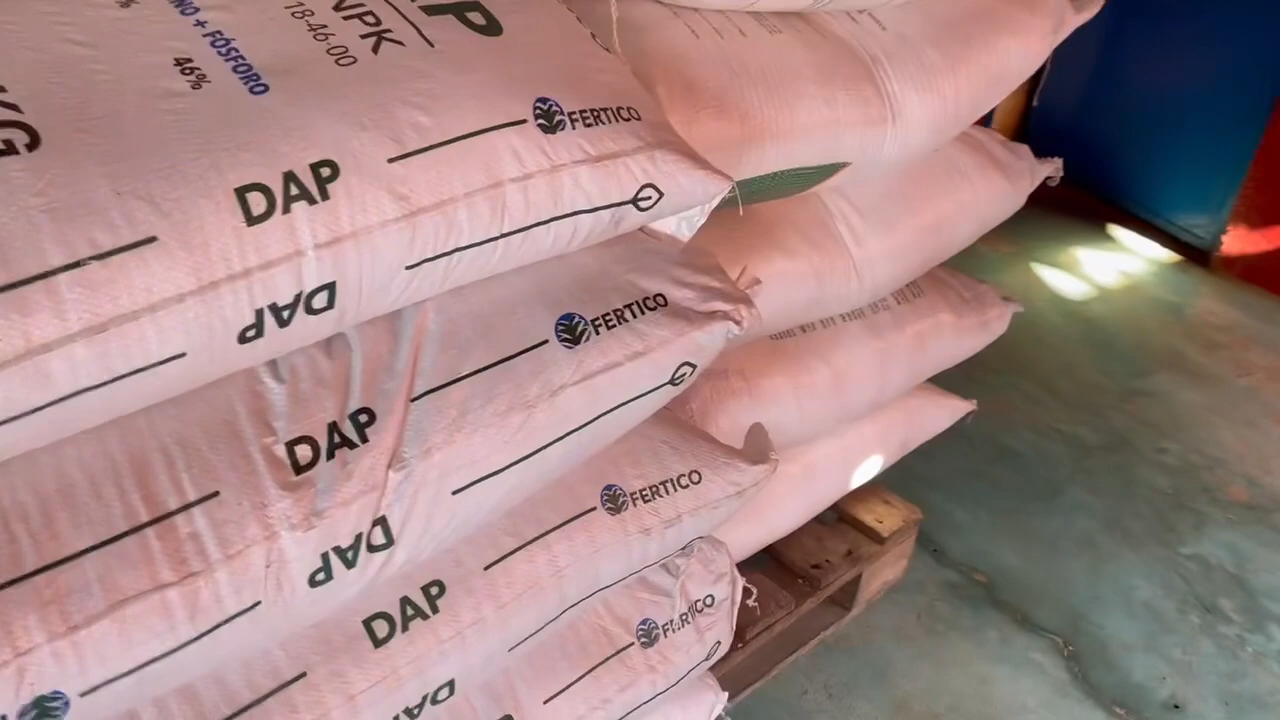 NPK
18-46-00
NO + FÓSFORO
46%
KG
FERTICO
DAP
DAP
FERTICO
DAP
DAP
FERTICO
DAP
FERTICO
DAP